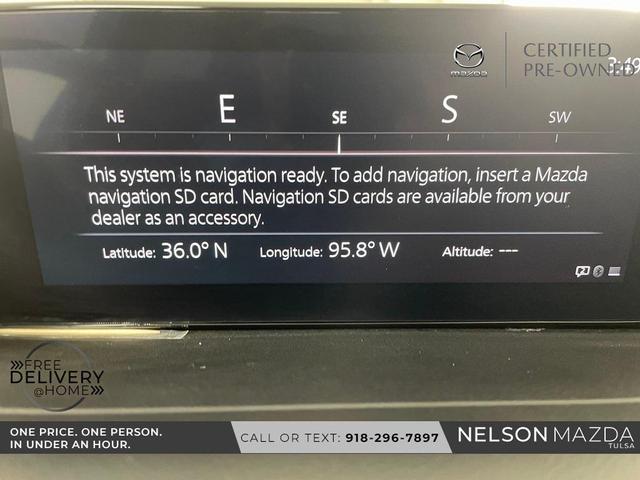 mazda
CERTIFIED
PRE-OWNED
3:49
NE E SE S SW
This system is navigation ready. To add navigation, insert a Mazda
navigation SD card. Navigation SD cards are available from your
dealer as an accessory.
Latitude: 36.0° N Longitude: 95.8° W Altitude: ---
FREE
DELIVERY
@HOME
ONE PRICE. ONE PERSON.
IN UNDER AN HOUR.
CALL OR TEXT: 918-296-7897
NELSON MAZDA
TULSA